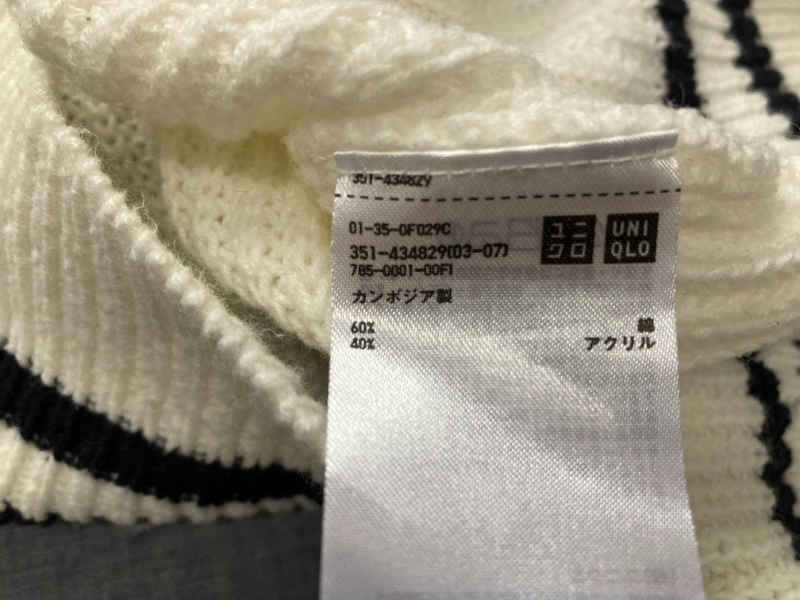 351-434829
01-35-0F029C
351-434829(03-07)
785-0001-00F1
ユニ
クロ
UNI
QLO
カンボジア製
60% 綿
40% アクリル